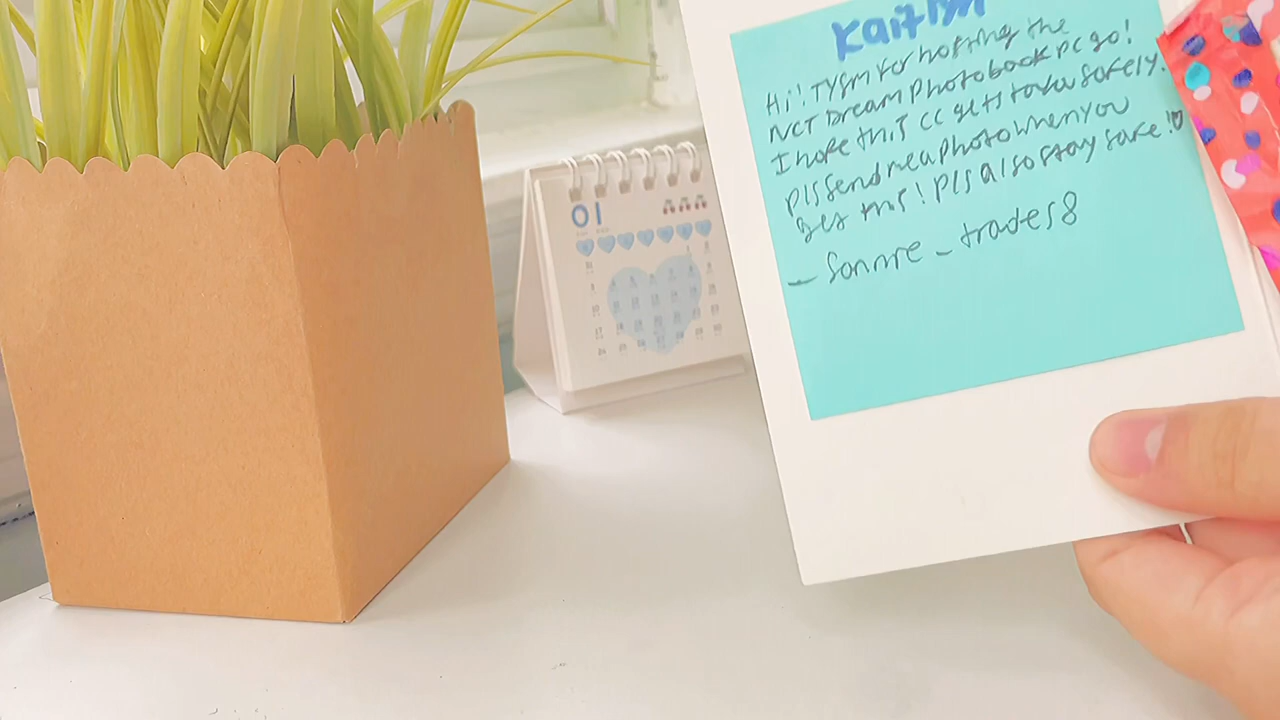 Kaitlyn
Hi! TYSM for hosting the
NCT Dream Photobook PC go!
I hope this CC gets to you safely.
Pls send me a photo when you
get this! Pls also stay safe!♡
- Sonnie_trades8
01